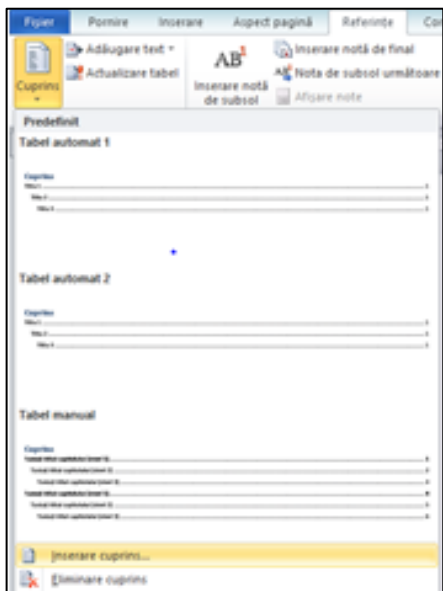 Fișier Pornire Inserare Aspect pagină Referințe
Cuprins
Adăugare text
Actualizare tabel
AB¹
Inserare notă
de subsol
Inserare notă de final
Nota de subsol următoare
Afișare note
Predefinit
Tabel automat 1
Cuprins
Titlu 1
Titlu 2
Titlu 3
Tabel automat 2
Cuprins
Titlu 1
Titlu 2
Titlu 3
Tabel manual
Cuprins
Inserare cuprins...
Eliminare cuprins